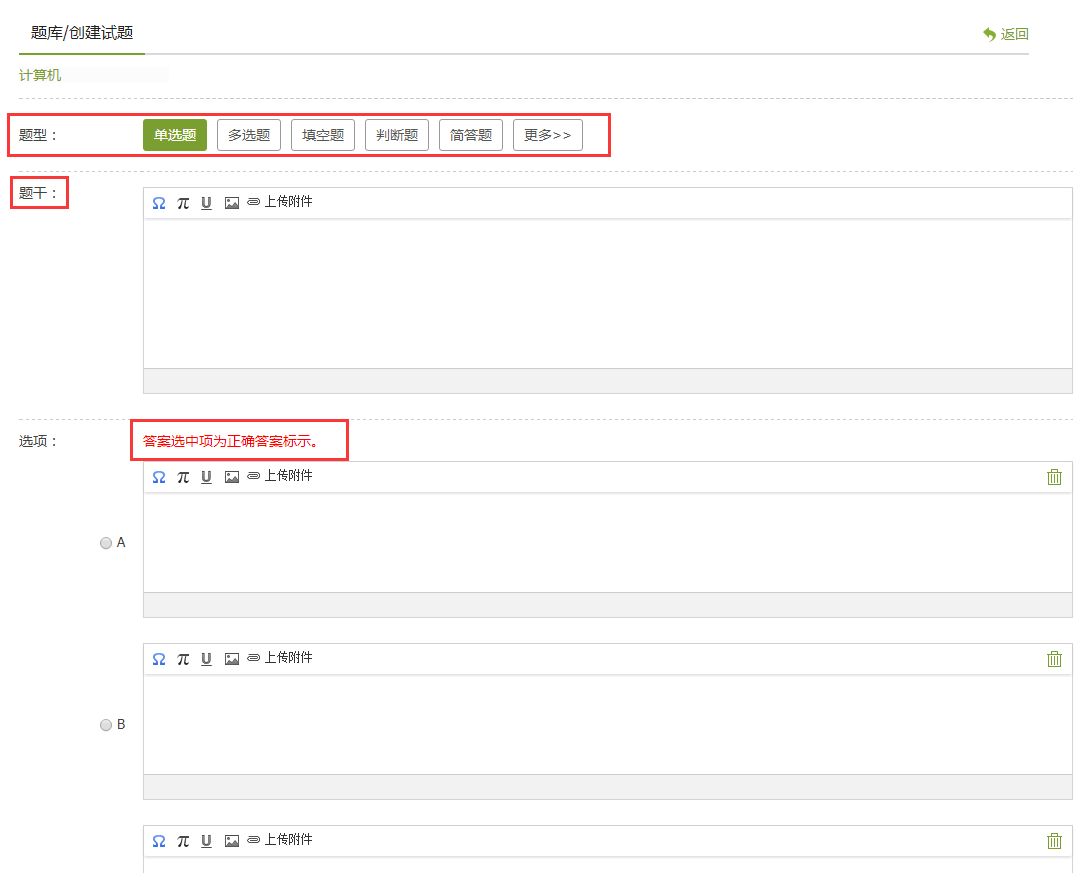 题库/创建试题
返回
计算机
题型：
单选题 多选题 填空题 判断题 简答题 更多>>
题干：
Ω π U 上传附件
选项：
答案选中项为正确答案标示。
Ω π U 上传附件
A
Ω π U 上传附件
B
Ω π U 上传附件